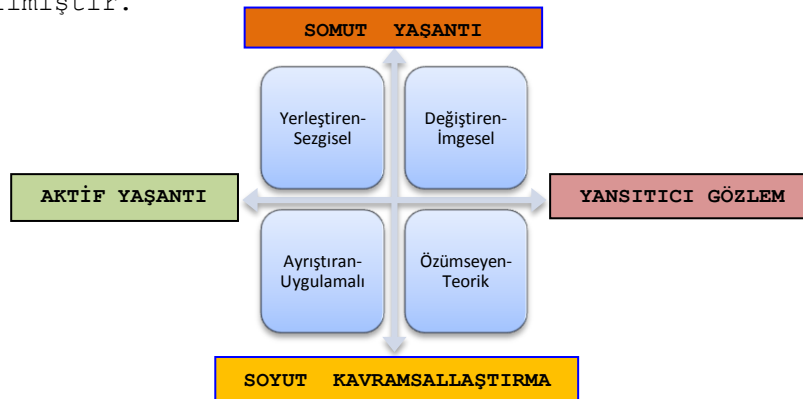 SOMUT YAŞANTI
Yerleştiren-
Sezgisel
Değiştiren-
İmgesel
AKTİF YAŞANTI
YANSITICI GÖZLEM
Ayrıştıran-
Uygulamalı
Özümseyen-
Teorik
SOYUT KAVRAMSALLAŞTIRMA